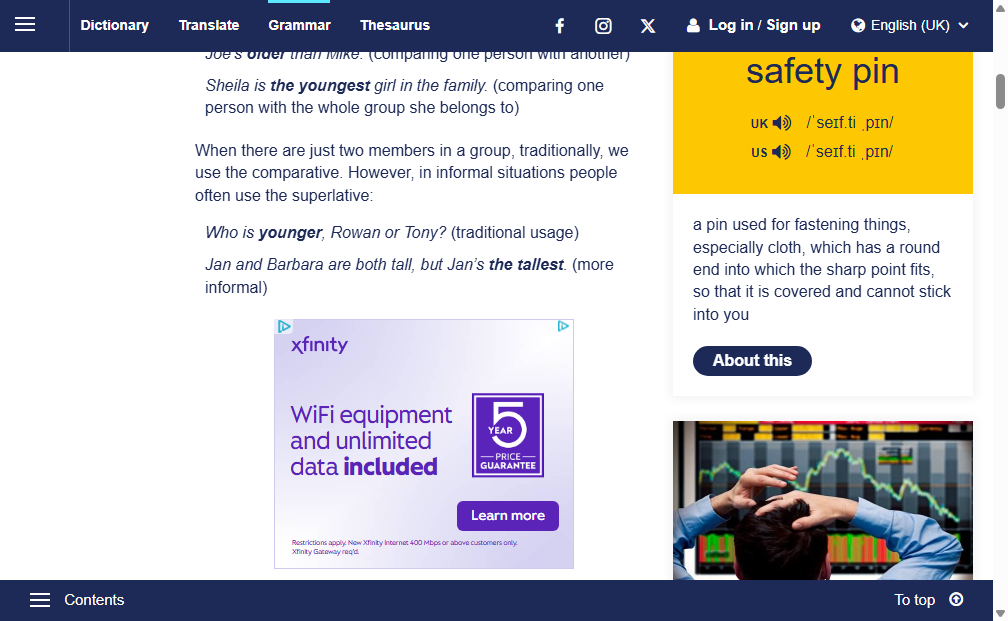 Dictionary Translate Grammar Thesaurus Log in / Sign up English (UK)
Joe's older than Mike. (comparing one person with another)
Sheila is the youngest girl in the family. (comparing one
person with the whole group she belongs to)
When there are just two members in a group, traditionally, we
use the comparative. However, in informal situations people
often use the superlative:
Who is younger, Rowan or Tony? (traditional usage)
Jan and Barbara are both tall, but Jan's the tallest. (more
informal)
xfinity
WiFi equipment
and unlimited
data included
5
YEAR
PRICE
GUARANTEE
Learn more
Restrictions apply. New Xfinity Internet 400 Mbps or above customers only.
Xfinity Gateway req'd.
safety pin
UK /ˈseɪf.ti ˌpɪn/
US /ˈseɪf.ti ˌpɪn/
a pin used for fastening things,
especially cloth, which has a round
end into which the sharp point fits,
so that it is covered and cannot stick
into you
About this
Contents
To top